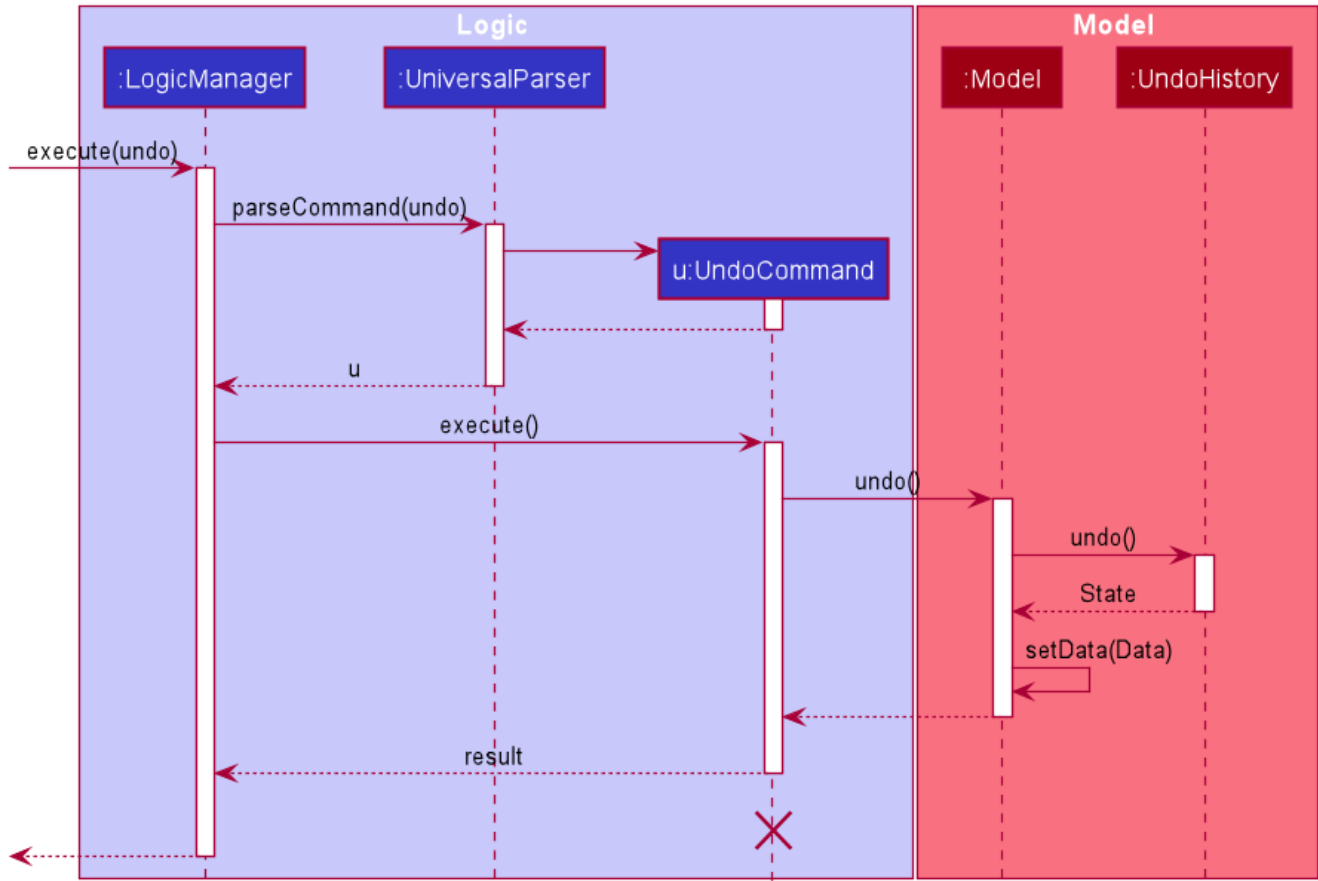 Logic
Model
:LogicManager
:UniversalParser
:Model
:UndoHistory
execute(undo)
parseCommand(undo)
u:UndoCommand
u
execute()
undo()
undo()
State
setData(Data)
result